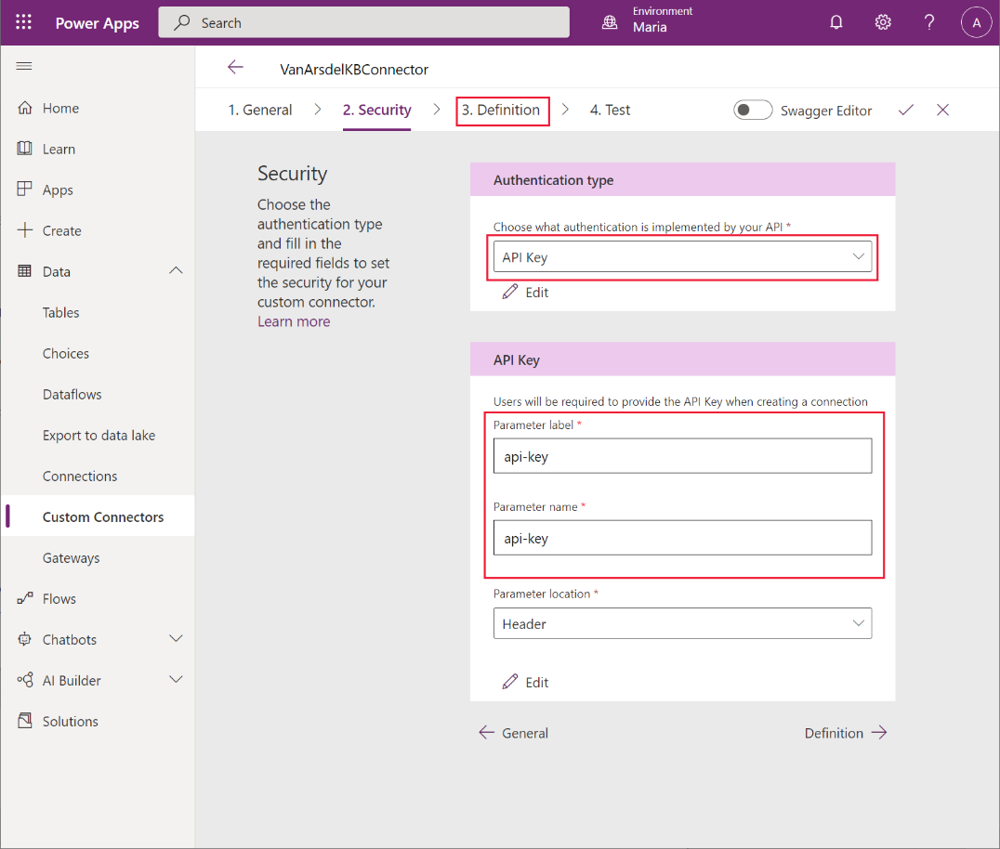 Power Apps
Search
Environment
Maria
?
A
VanArsdelKBConnector
1. General
2. Security
3. Definition
4. Test
Swagger Editor
Home
Learn
Apps
Create
Data
Tables
Choices
Dataflows
Export to data lake
Connections
Custom Connectors
Gateways
Flows
Chatbots
AI Builder
Solutions
Security
Choose the
authentication type
and fill in the
required fields to set
the security for your
custom connector.
Learn more
Authentication type
Choose what authentication is implemented by your API *
API Key
Edit
API Key
Users will be required to provide the API Key when creating a connection
Parameter label *
api-key
Parameter name *
api-key
Parameter location *
Header
Edit
General
Definition